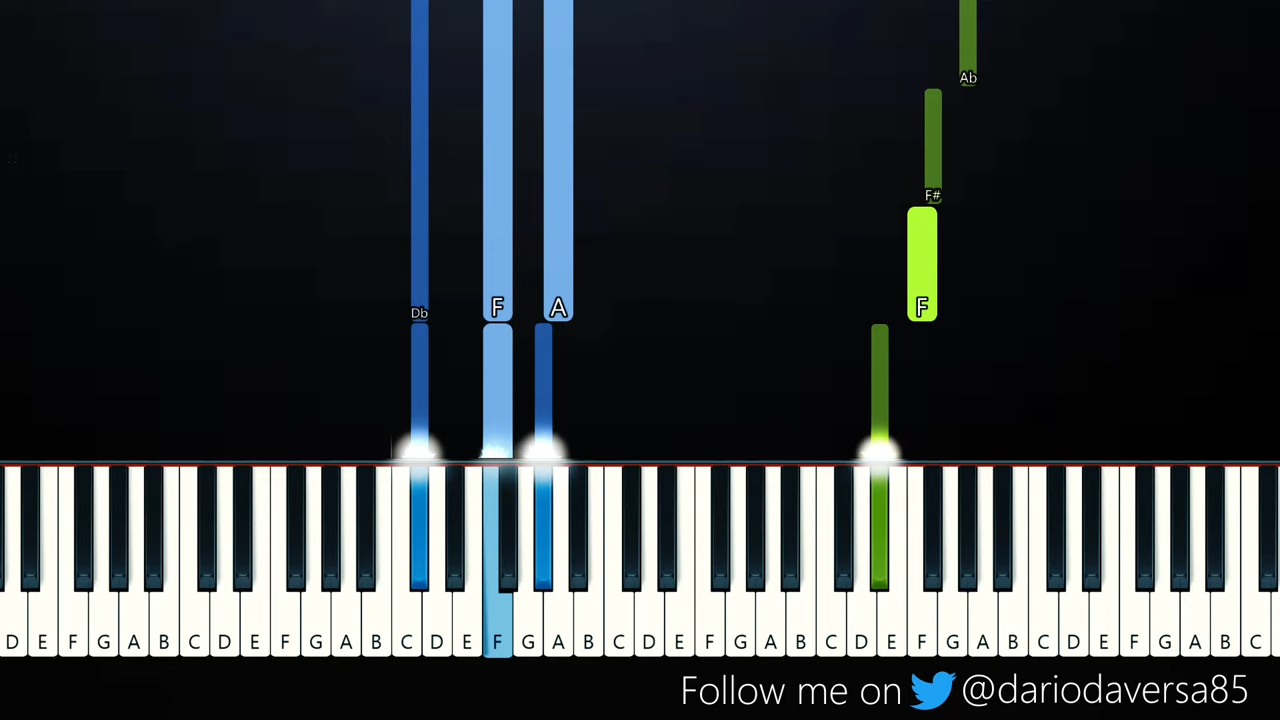 Ab
F#
Db F A F
D E F G A B C D E F G A B C D E F G A B C D E F G A B C D E F G A B C D E F G A B C
Follow me on @dariodaversa85